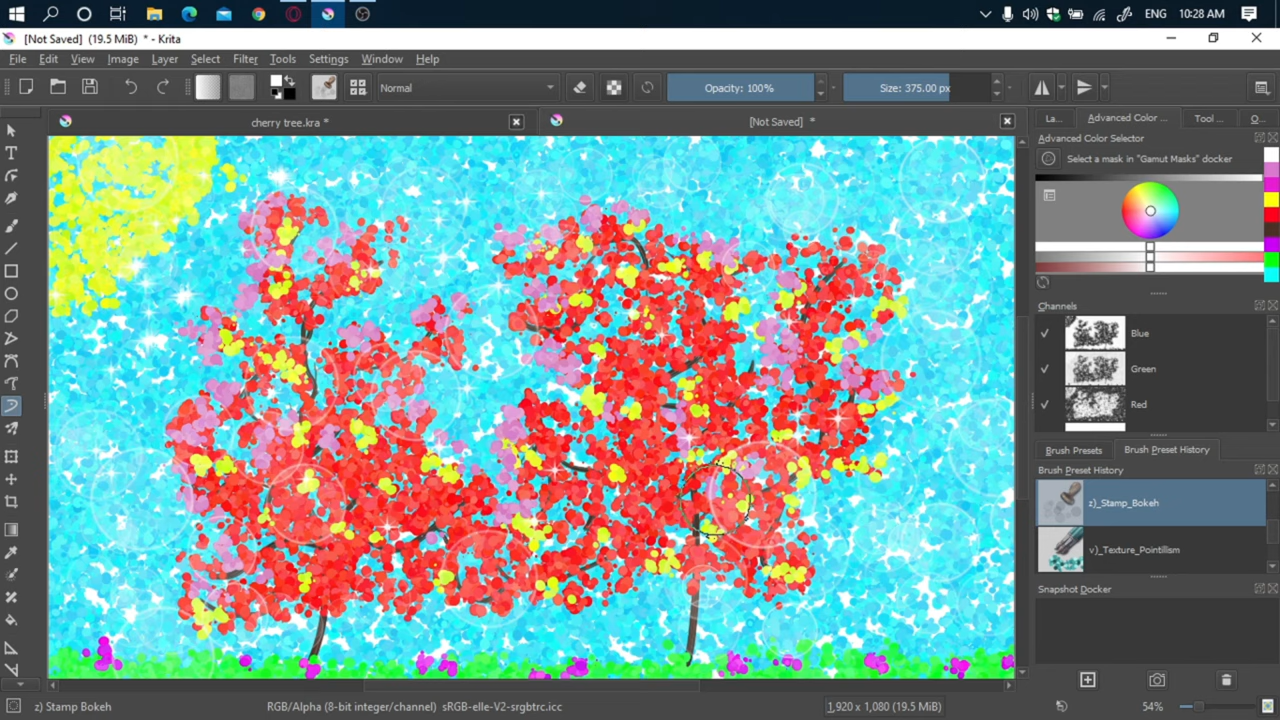 ENG 10:28 AM
[Not Saved] (19.5 MiB) * - Krita
File Edit View Image Layer Select Filter Tools Settings Window Help
Normal Opacity: 100% Size: 375.00 px
cherry tree.kra * [Not Saved] * La... Advanced Color ... Tool ... O...
Advanced Color Selector
Select a mask in "Gamut Masks" docker
Channels
Blue
Green
Red
Brush Presets Brush Preset History
Brush Preset History
z)_Stamp_Bokeh
v)_Texture_Pointillism
Snapshot Docker
z) Stamp Bokeh RGB/Alpha (8-bit integer/channel) sRGB-elle-V2-srgbtrc.icc 1,920 x 1,080 (19.5 MiB) 54%